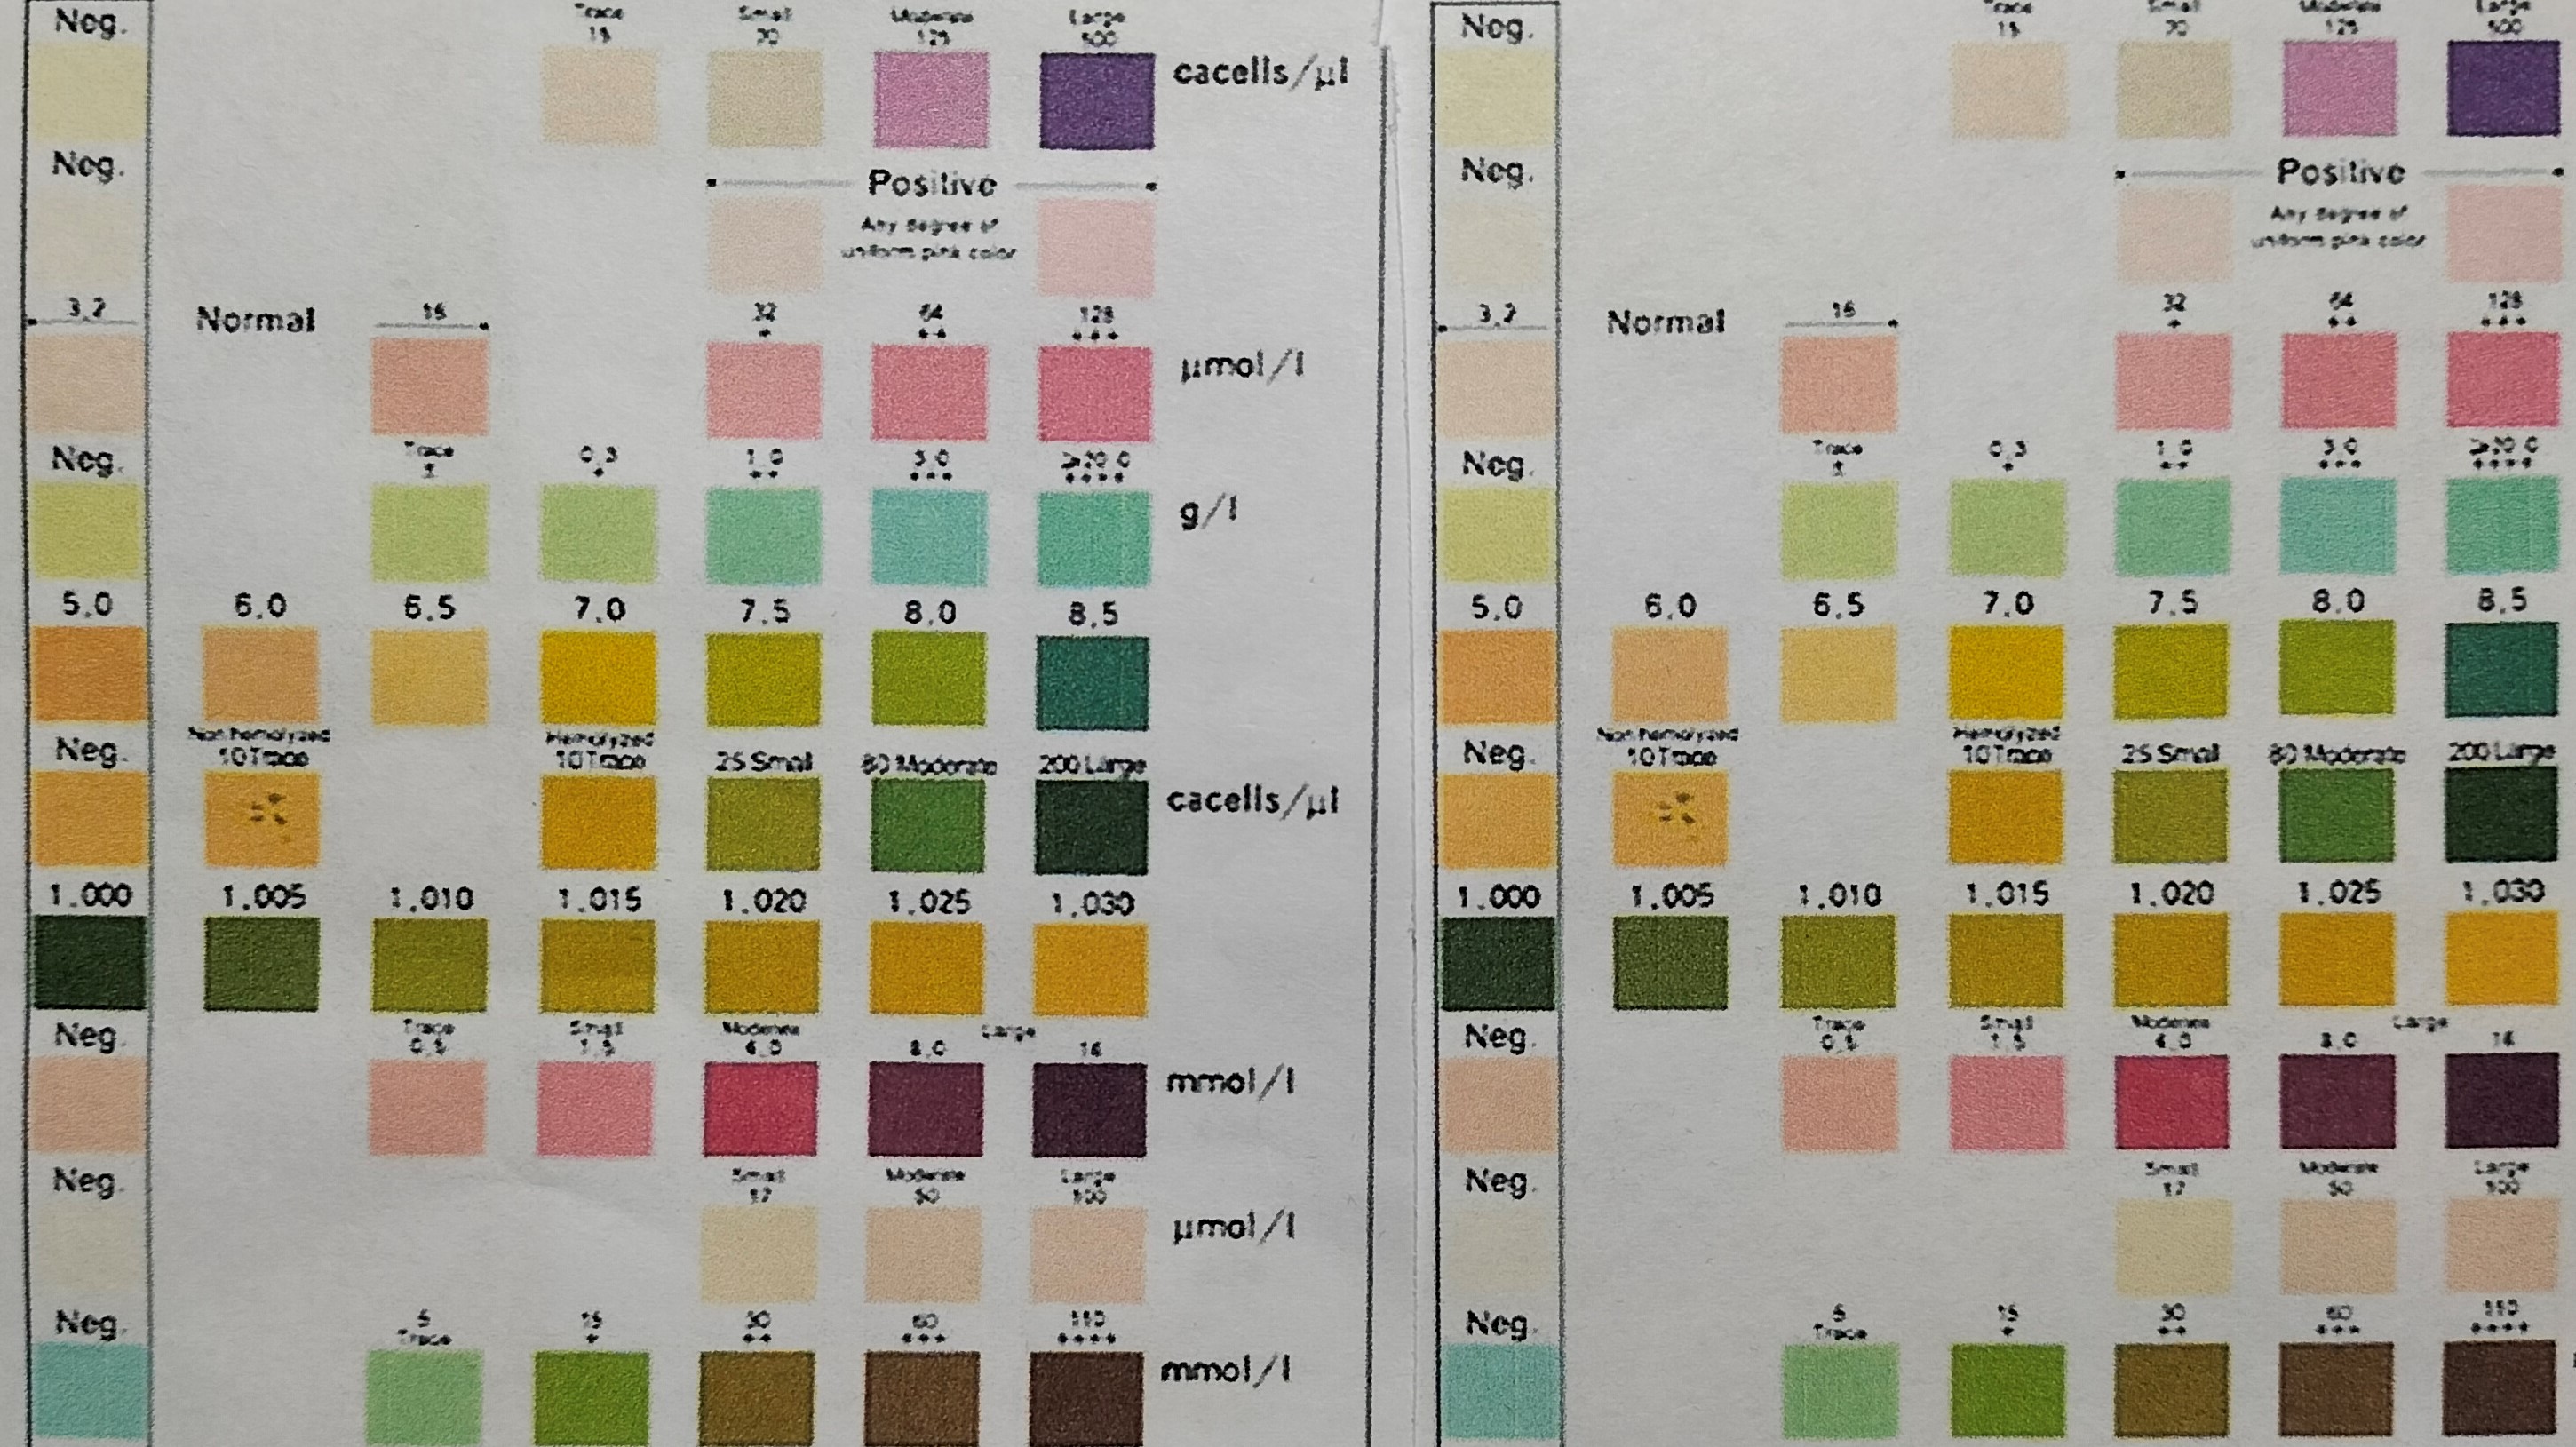 Neg. Trace 15 Small 70 Moderate 125 Large 500 cacells/µl
Neg. Positive
Any degree of
uniform pink color
3.2 Normal 16 32 64 128 µmol/l
Neg. Trace ± 0.3 1.0 3.0 g/l
5.0 6.0 6.5 7.0 7.5 8.0 8.5
Neg. Non hemolyzed 10 Trace Hemolyzed 10 Trace 25 Small 80 Moderate 200 Large cacells/µl
1.000 1.005 1.010 1.015 1.020 1.025 1.030
Neg. Trace 0.5 Small 1.5 4.0 8.0 Large 16 mmol/l
Neg. Small 17 Moderate 50 Large 100 µmol/l
Neg. 5 Trace 15 30 60 110 mmol/l
Neg. Trace 15 Small 70 Moderate 125 Large 500
Neg. Positive
Any degree of
uniform pink color
3.2 Normal 16 32 64 128
Neg. Trace ± 0.3 1.0 3.0
5.0 6.0 6.5 7.0 7.5 8.0 8.5
Neg. Non hemolyzed 10 Trace Hemolyzed 10 Trace 25 Small 80 Moderate 200 Large
1.000 1.005 1.010 1.015 1.020 1.025 1.030
Neg. Trace 0.5 Small 1.5 4.0 8.0 Large 16
Neg. Small 17 Moderate 50 Large 100
Neg. 5 Trace 15 30 60 110